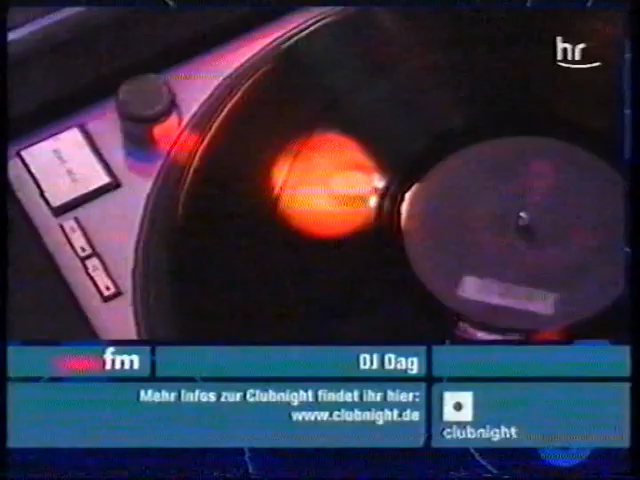 hr
fm
DJ Dag
Mehr Infos zur Clubnight findet ihr hier:
www.clubnight.de
clubnight